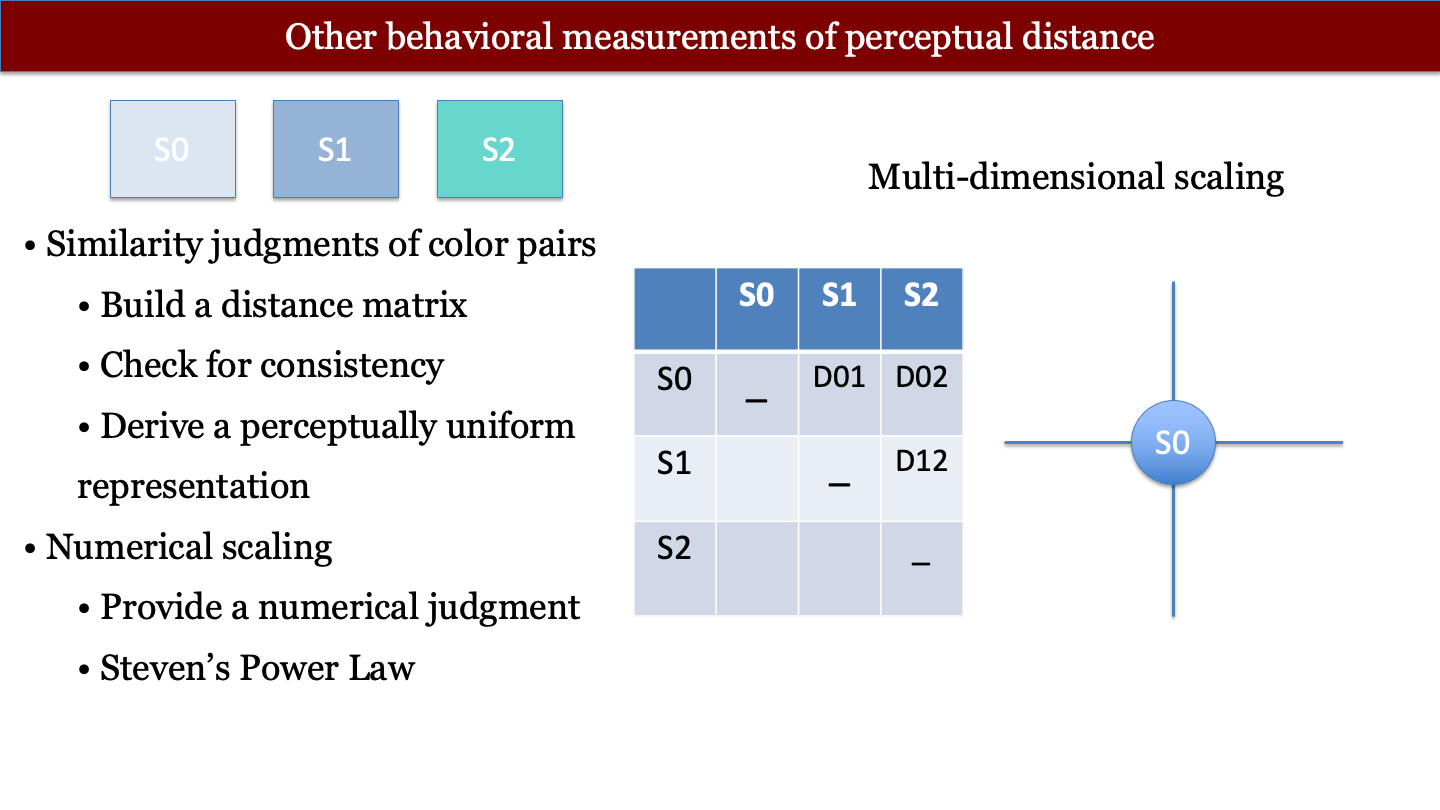 Other behavioral measurements of perceptual distance
S0 S1 S2
Multi-dimensional scaling
• Similarity judgments of color pairs
• Build a distance matrix
• Check for consistency
• Derive a perceptually uniform
representation
• Numerical scaling
• Provide a numerical judgment
• Steven’s Power Law
S0 S1 S2
S0 _ D01 D02
S1 _ D12
S2 _
S0